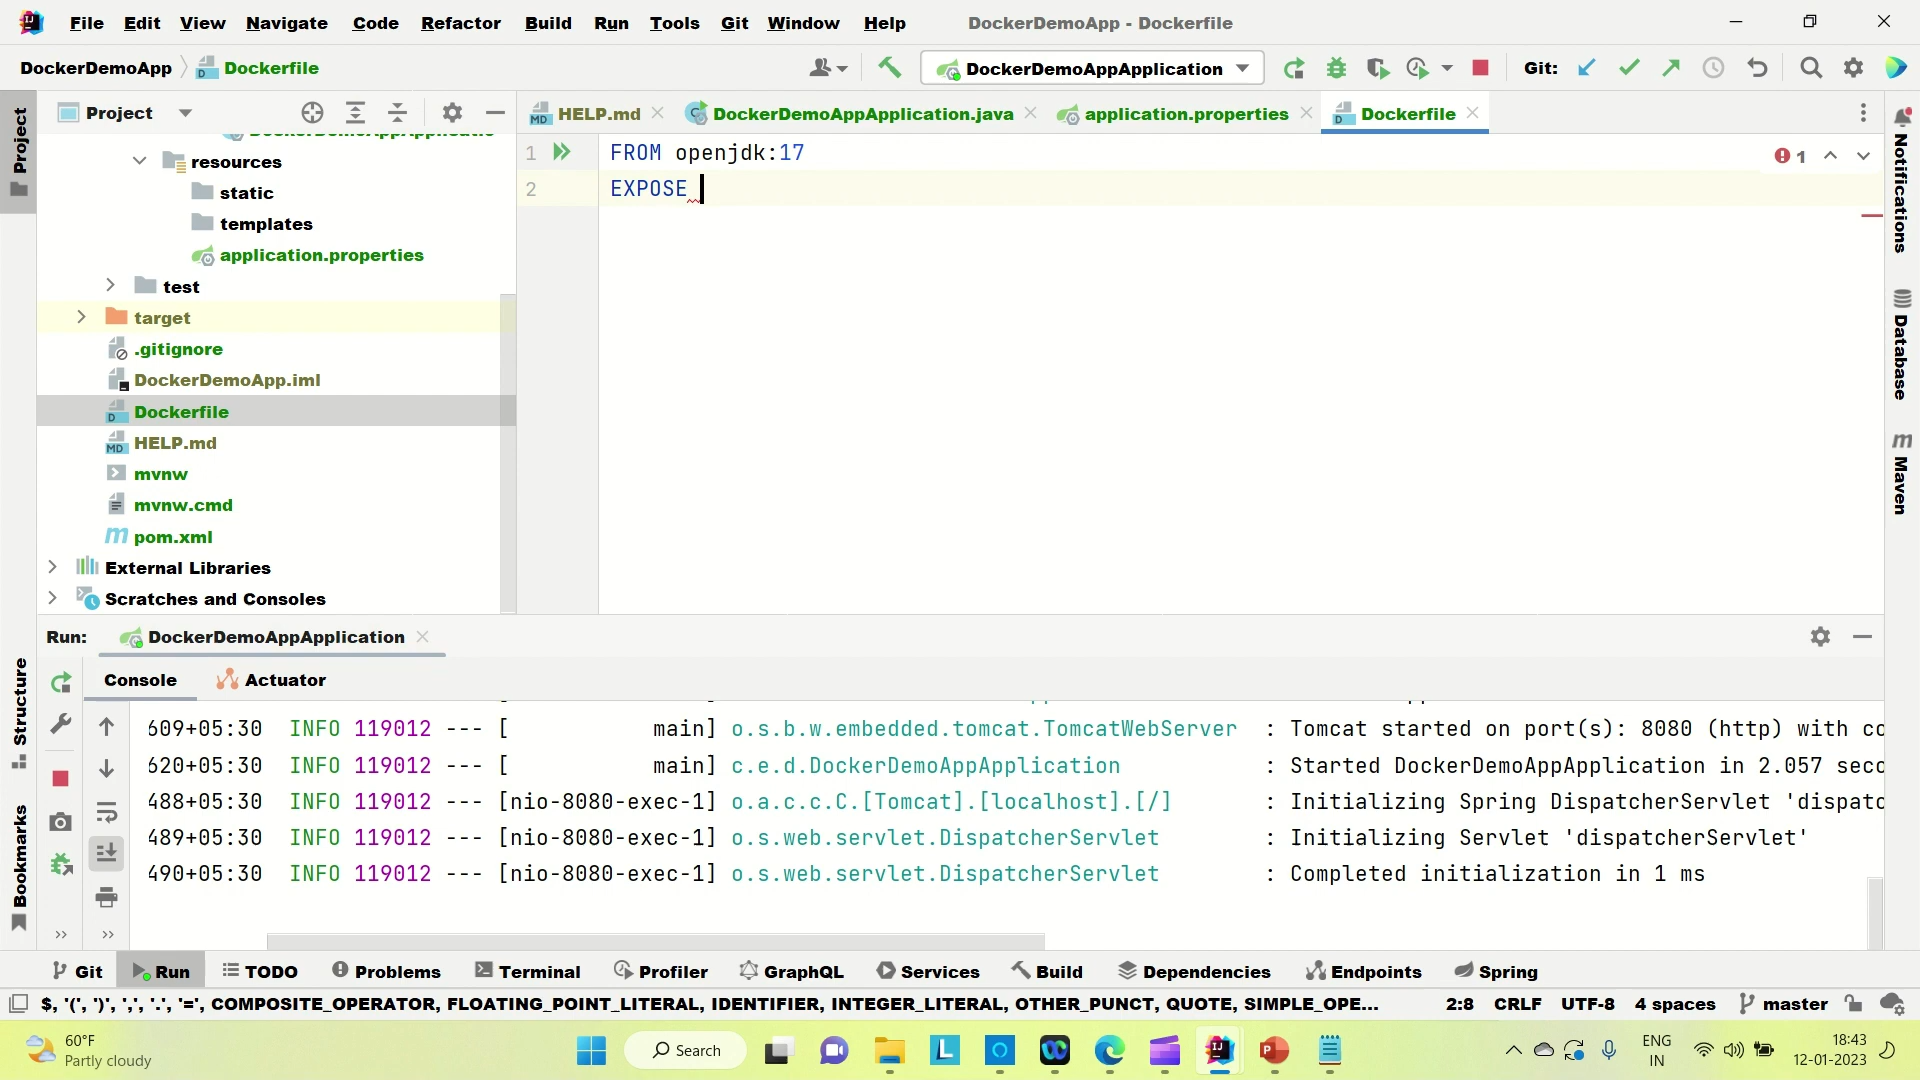 File Edit View Navigate Code Refactor Build Run Tools Git Window Help DockerDemoApp - Dockerfile
DockerDemoApp Dockerfile DockerDemoAppApplication Git:
Project HELP.md DockerDemoAppApplication.java application.properties Dockerfile
Project
Notifications
Database
Maven
resources
static
templates
application.properties
test
target
.gitignore
DockerDemoApp.iml
Dockerfile
HELP.md
mvnw
mvnw.cmd
pom.xml
External Libraries
Scratches and Consoles
1 FROM openjdk:17
2 EXPOSE
1
Run: DockerDemoAppApplication
Console Actuator
Structure
Bookmarks
609+05:30 INFO 119012 --- [ main] o.s.b.w.embedded.tomcat.TomcatWebServer : Tomcat started on port(s): 8080 (http) with co
620+05:30 INFO 119012 --- [ main] c.e.d.DockerDemoAppApplication : Started DockerDemoAppApplication in 2.057 seco
488+05:30 INFO 119012 --- [nio-8080-exec-1] o.a.c.c.C.[Tomcat].[localhost].[/] : Initializing Spring DispatcherServlet 'dispatc
489+05:30 INFO 119012 --- [nio-8080-exec-1] o.s.web.servlet.DispatcherServlet : Initializing Servlet 'dispatcherServlet'
490+05:30 INFO 119012 --- [nio-8080-exec-1] o.s.web.servlet.DispatcherServlet : Completed initialization in 1 ms
Git Run TODO Problems Terminal Profiler GraphQL Services Build Dependencies Endpoints Spring
$, '(', ')', ',', '.', '=', COMPOSITE_OPERATOR, FLOATING_POINT_LITERAL, IDENTIFIER, INTEGER_LITERAL, OTHER_PUNCT, QUOTE, SIMPLE_OPE... 2:8 CRLF UTF-8 4 spaces master
60°F
Partly cloudy
Search
ENG
IN
18:43
12-01-2023